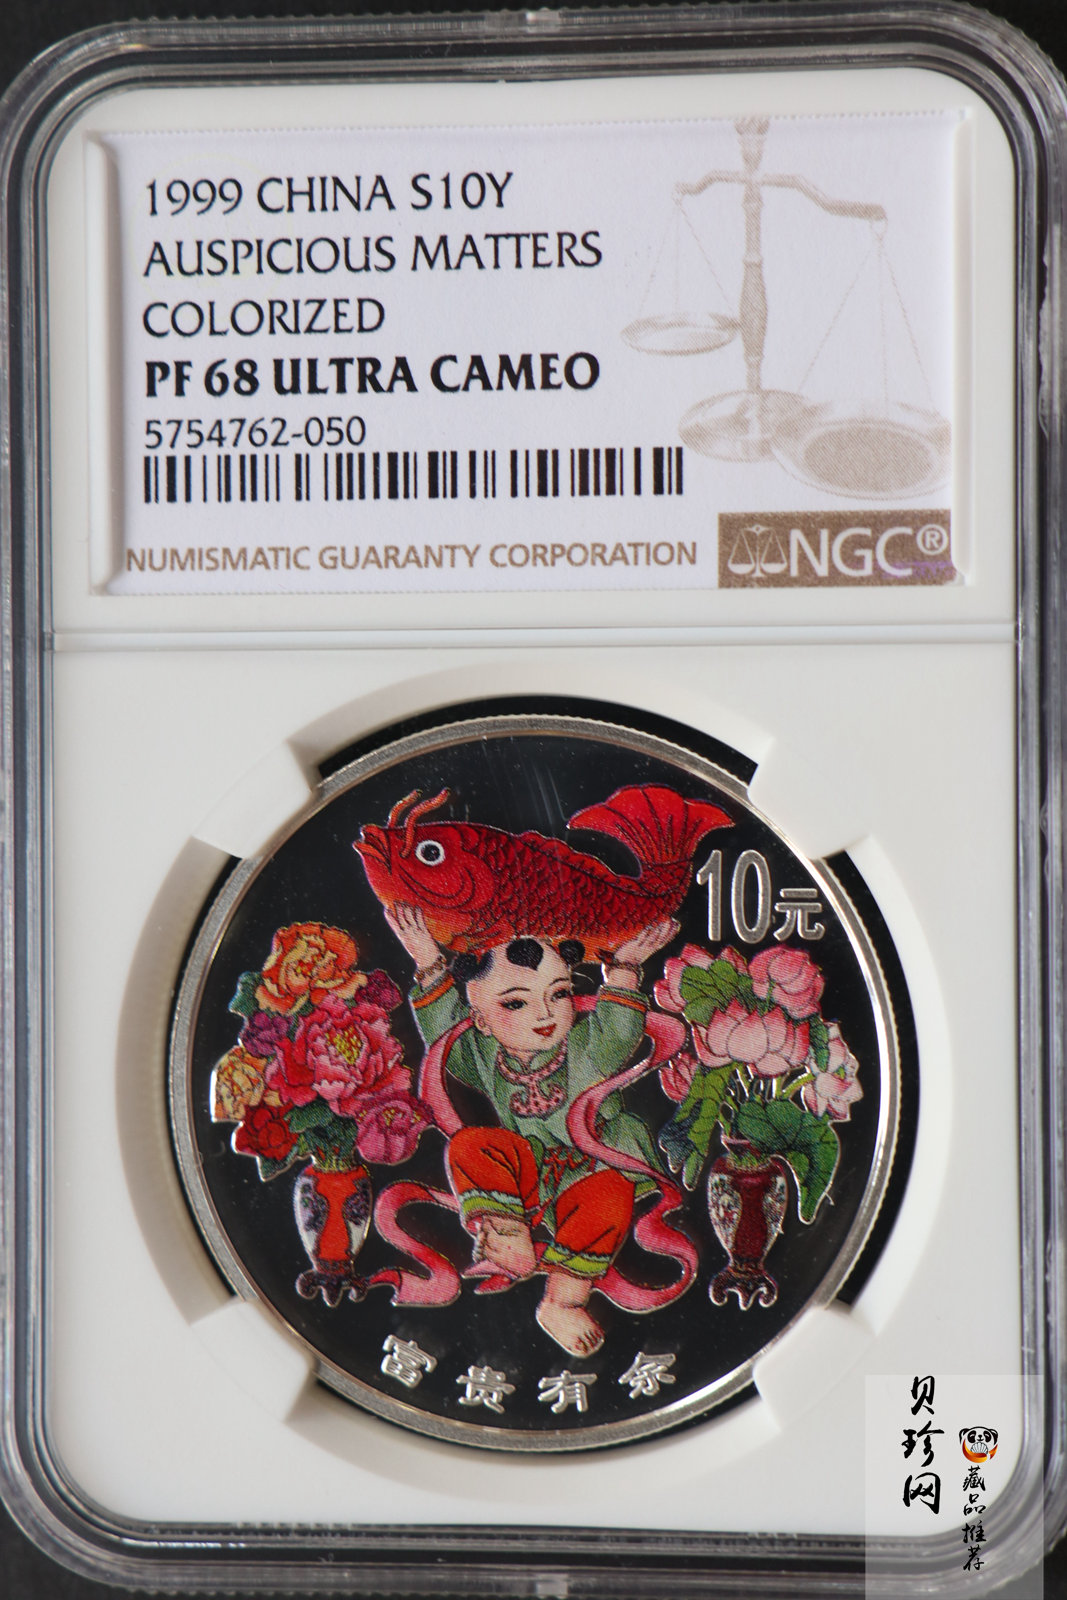 1999 CHINA S10Y
AUSPICIOUS MATTERS
COLORIZED
PF 68 ULTRA CAMEO
5754762-050
NUMISMATIC GUARANTY CORPORATION
NGC®
10元
富贵有余
贝珍网
藏品推荐